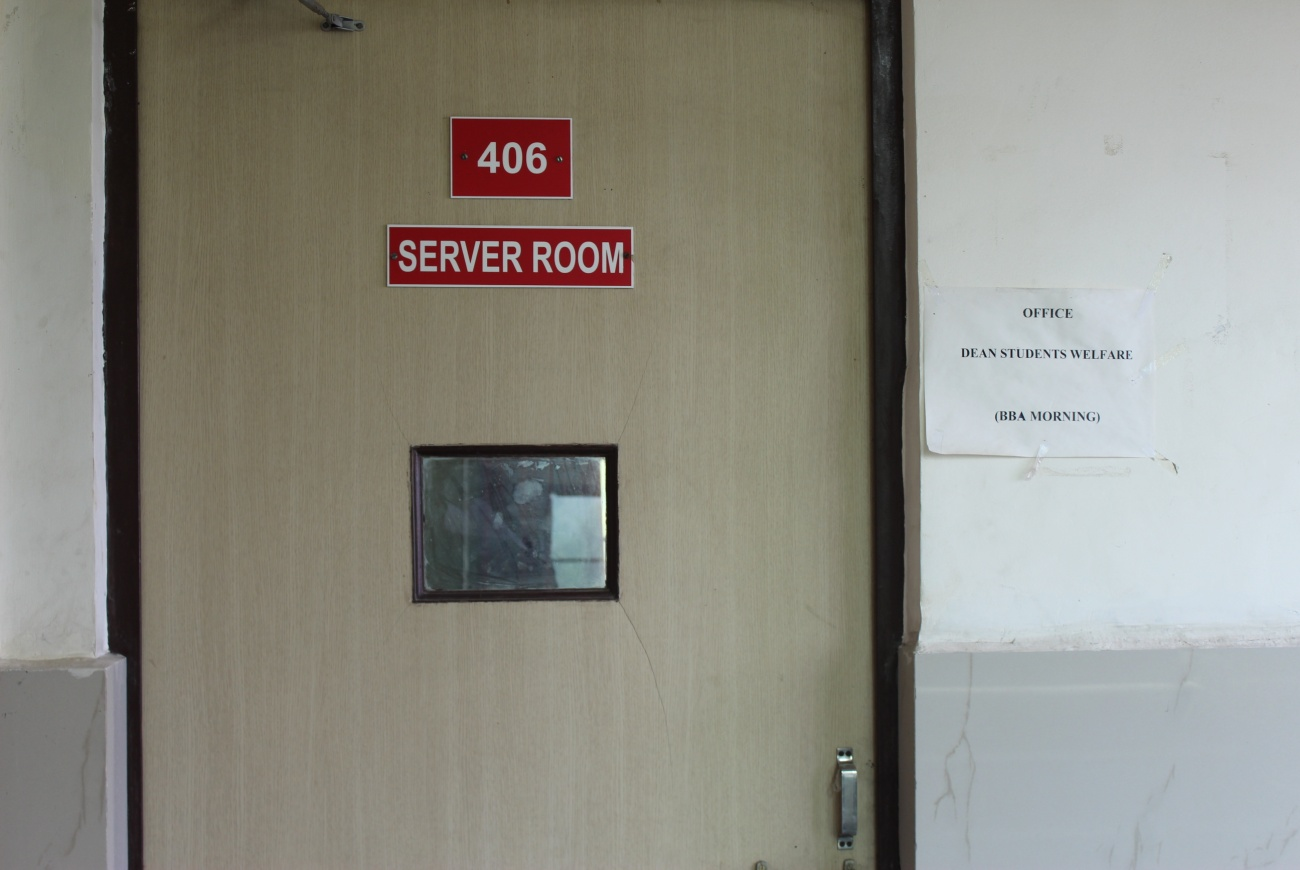 406
SERVER ROOM
OFFICE
DEAN STUDENTS WELFARE
(BBA MORNING)